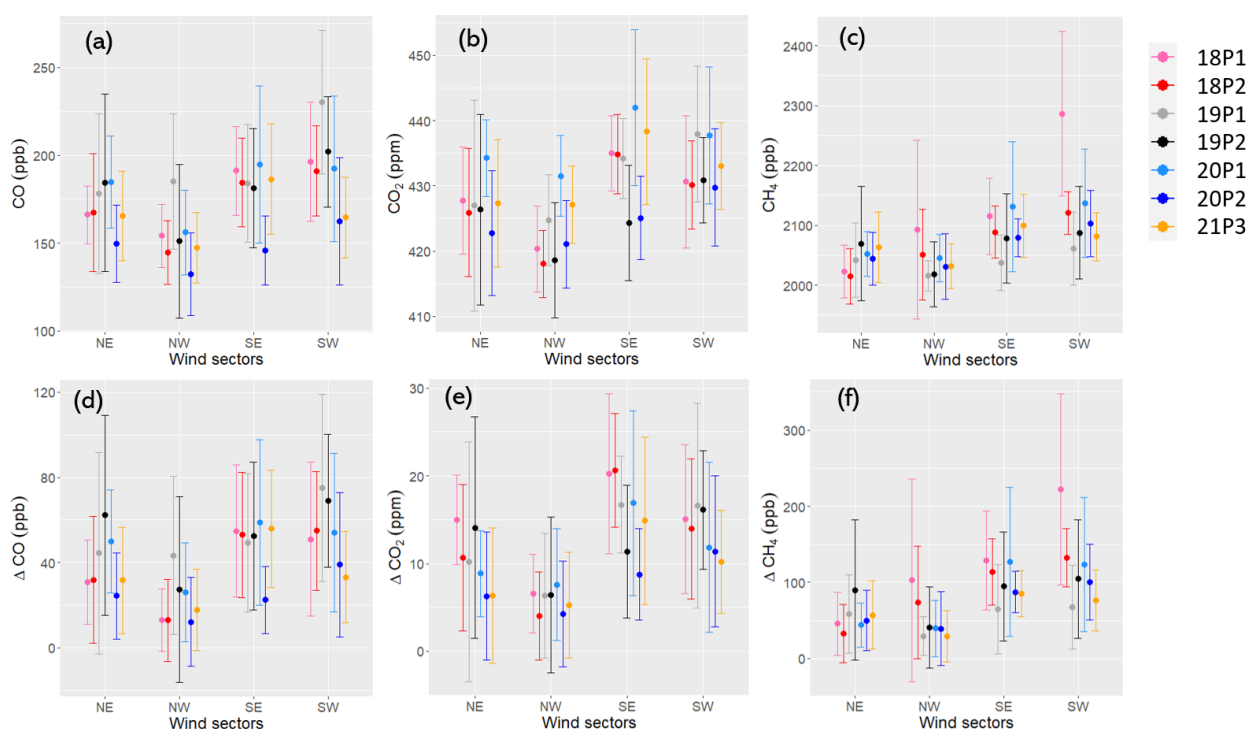 (a)
CO (ppb)
250
200
150
100
NE NW SE SW
Wind sectors
(b)
CO₂ (ppm)
450
440
430
420
410
NE NW SE SW
Wind sectors
(c)
CH₄ (ppb)
2400
2300
2200
2100
2000
NE NW SE SW
Wind sectors
18P1
18P2
19P1
19P2
20P1
20P2
21P3
(d)
Δ CO (ppb)
120
80
40
0
NE NW SE SW
Wind sectors
(e)
Δ CO₂ (ppm)
30
20
10
0
NE NW SE SW
Wind sectors
(f)
Δ CH₄ (ppb)
300
200
100
0
NE NW SE SW
Wind sectors